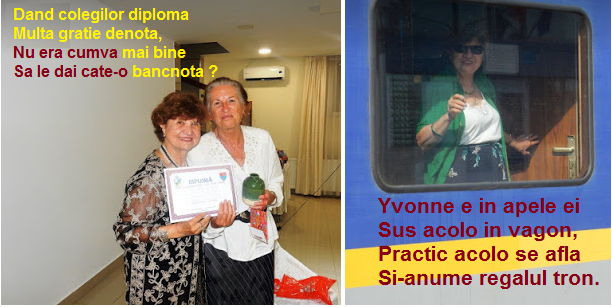 Dand colegilor diploma
Multa gratie denota,
Nu era cumva mai bine
Sa le dai cate-o bancnota ?
DIPLOMĂ
Yvonne e in apele ei
Sus acolo in vagon,
Practic acolo se afla
Si-anume regalul tron.